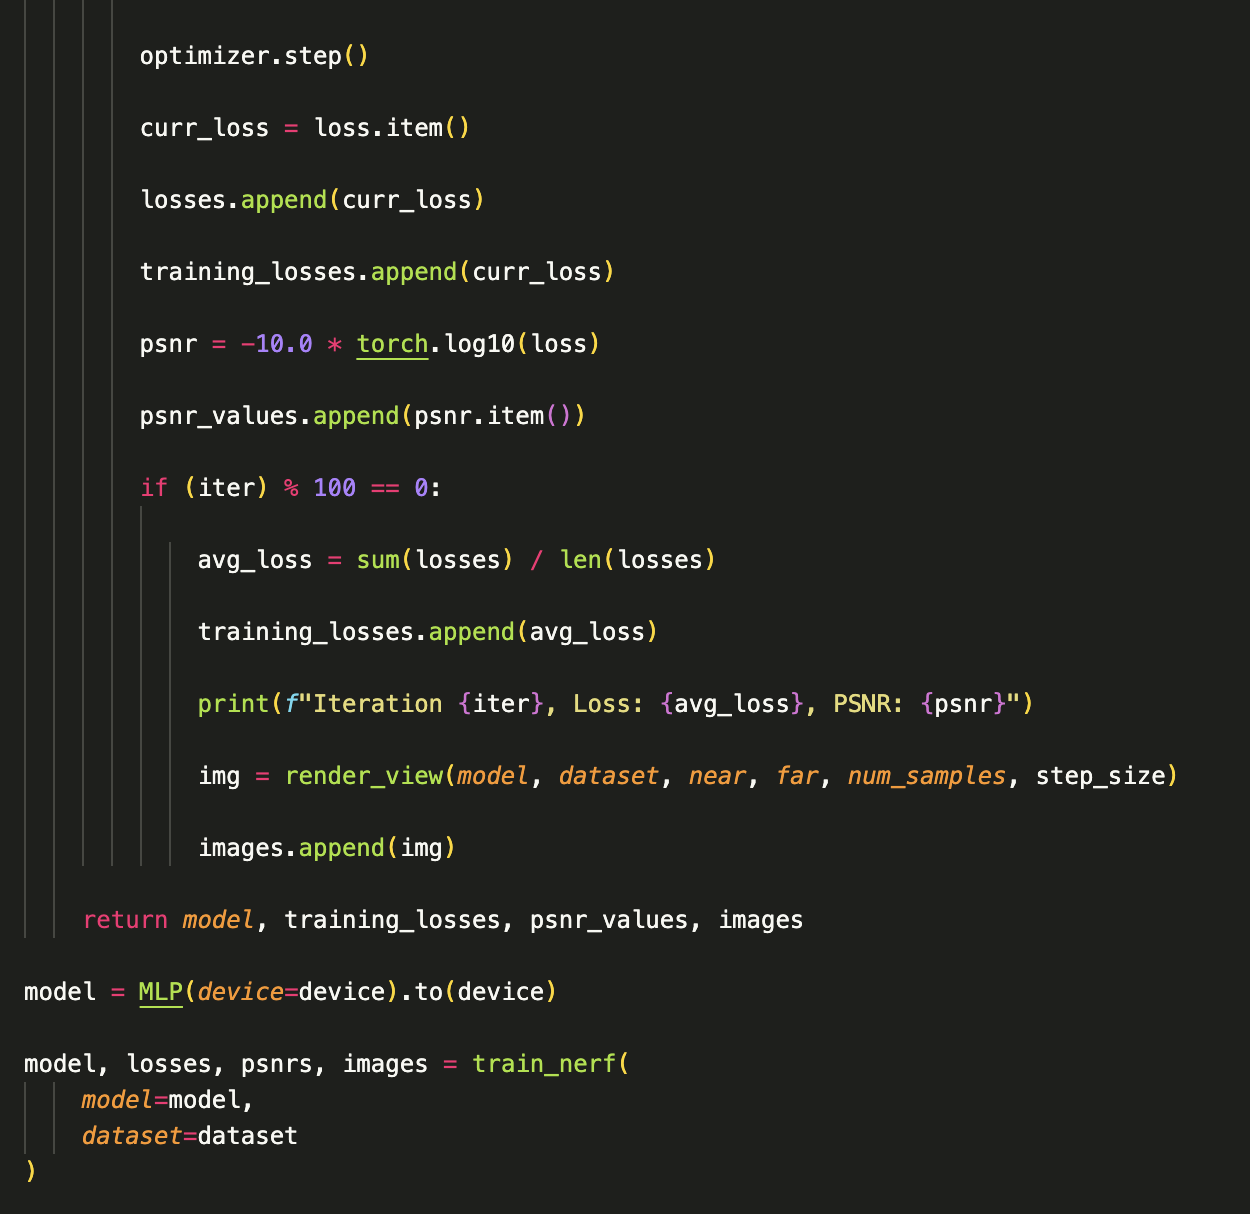 optimizer.step()
curr_loss = loss.item()
losses.append(curr_loss)
training_losses.append(curr_loss)
psnr = -10.0 * torch.log10(loss)
psnr_values.append(psnr.item())
if (iter) % 100 == 0:
avg_loss = sum(losses) / len(losses)
training_losses.append(avg_loss)
print(f"Iteration {iter}, Loss: {avg_loss}, PSNR: {psnr}")
img = render_view(model, dataset, near, far, num_samples, step_size)
images.append(img)
return model, training_losses, psnr_values, images
model = MLP(device=device).to(device)
model, losses, psnrs, images = train_nerf(
model=model,
dataset=dataset
)